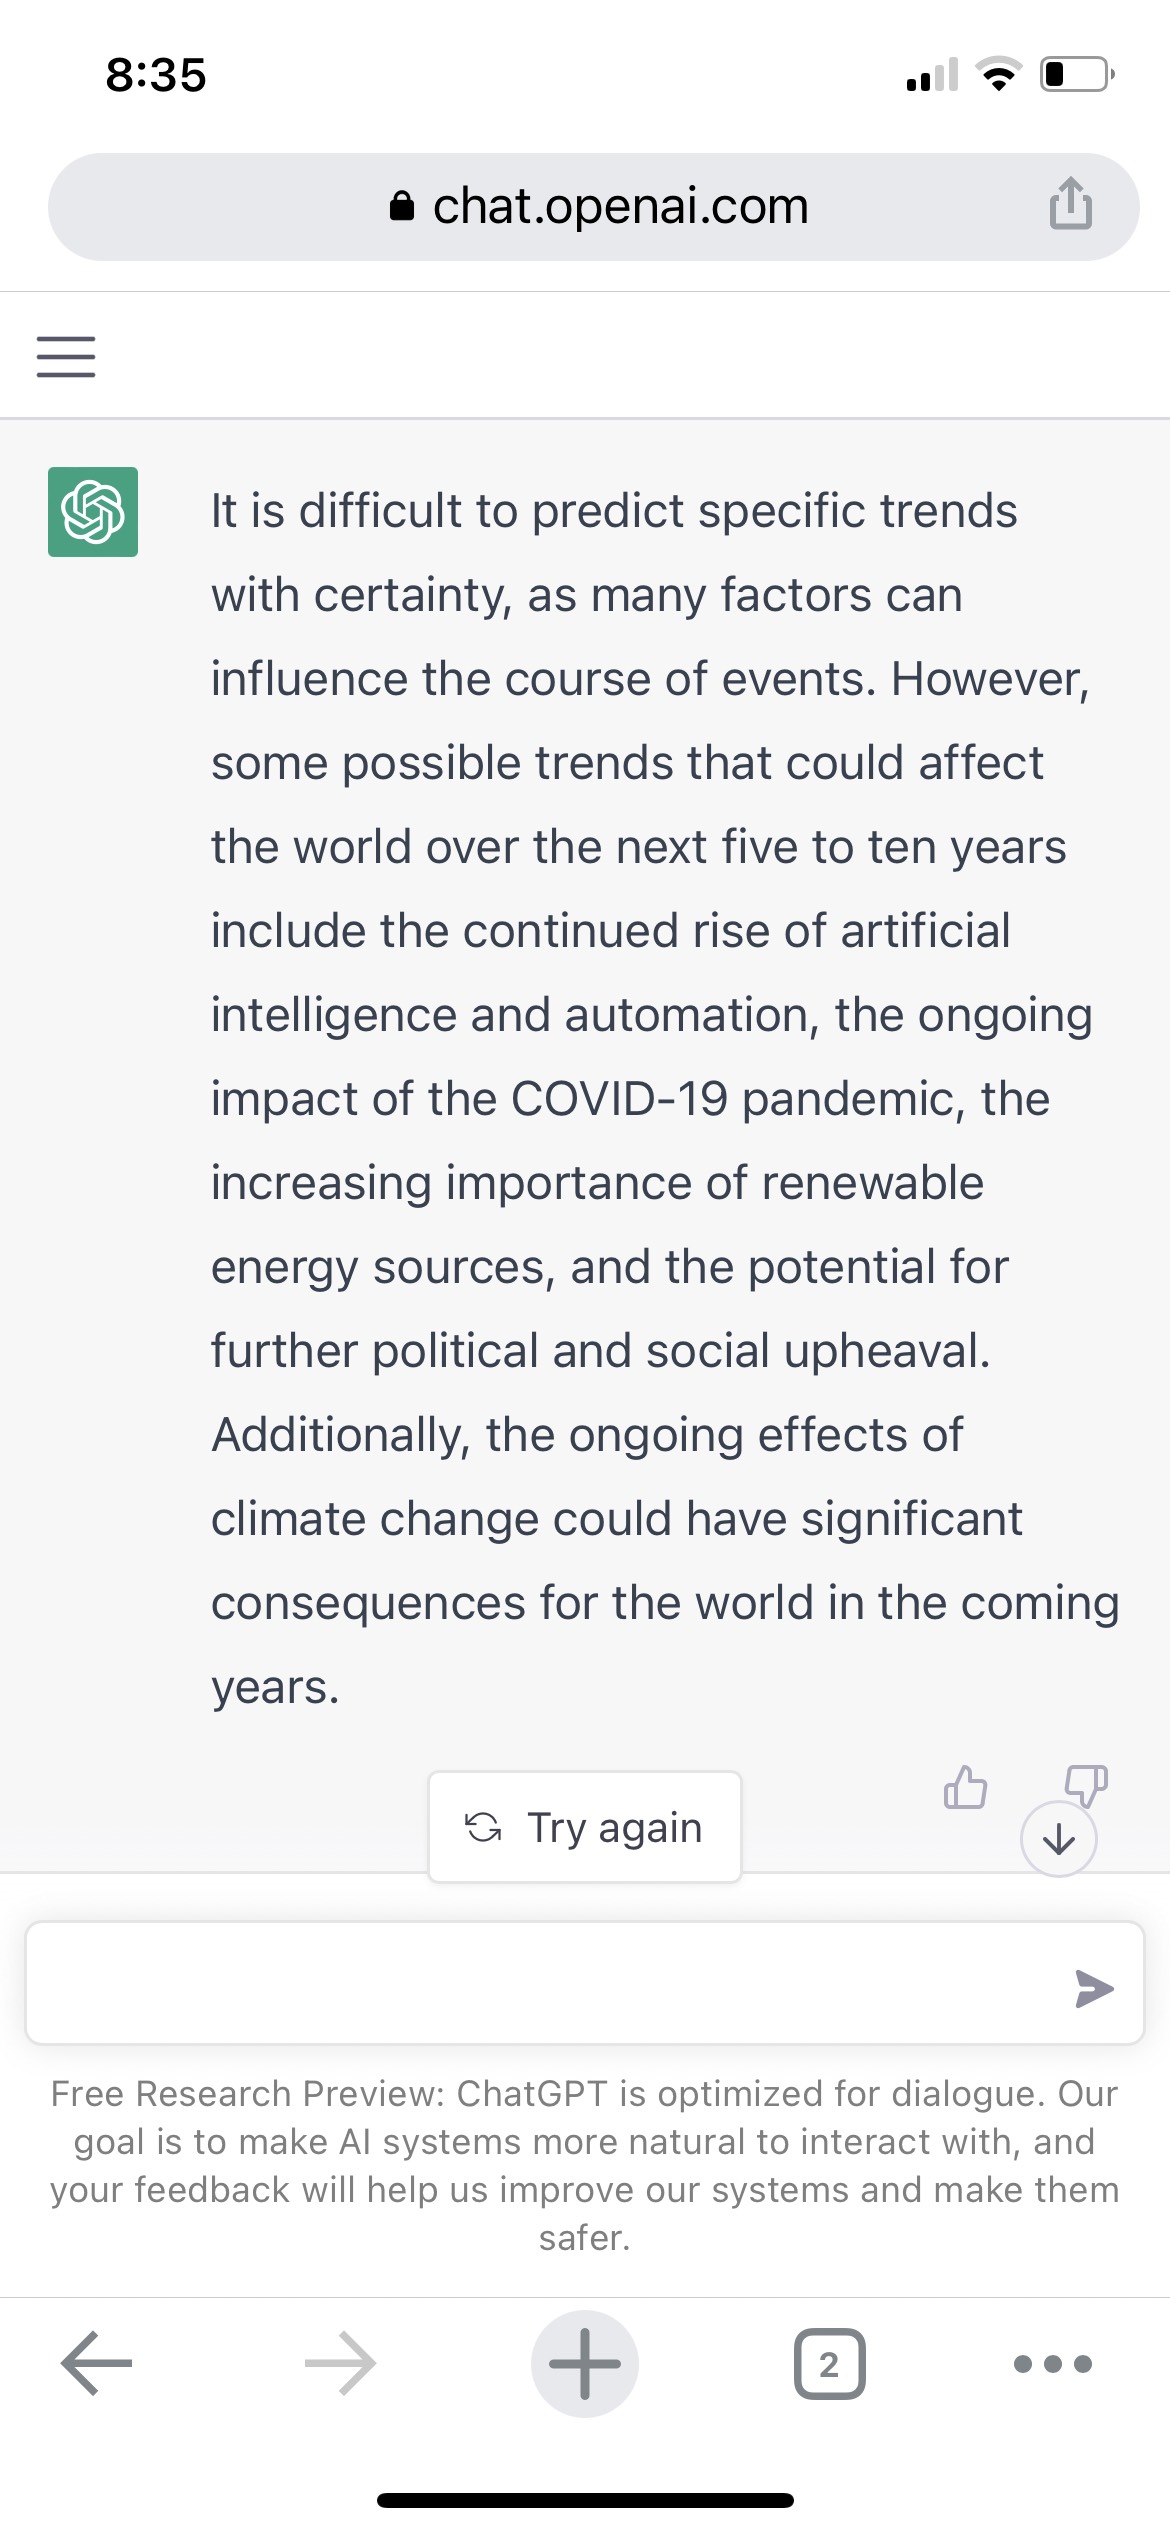 8:35
chat.openai.com
It is difficult to predict specific trends
with certainty, as many factors can
influence the course of events. However,
some possible trends that could affect
the world over the next five to ten years
include the continued rise of artificial
intelligence and automation, the ongoing
impact of the COVID-19 pandemic, the
increasing importance of renewable
energy sources, and the potential for
further political and social upheaval.
Additionally, the ongoing effects of
climate change could have significant
consequences for the world in the coming
years.
Try again
Free Research Preview: ChatGPT is optimized for dialogue. Our
goal is to make AI systems more natural to interact with, and
your feedback will help us improve our systems and make them
safer.
2